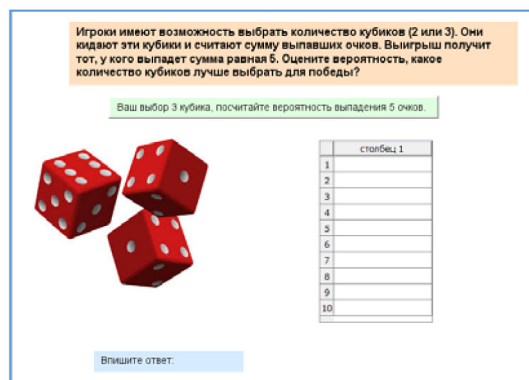 Игроки имеют возможность выбрать количество кубиков (2 или 3). Они
кидают эти кубики и считают сумму выпавших очков. Выигрыш получит
тот, у кого выпадет сумма равная 5. Оцените вероятность, какое
количество кубиков лучше выбрать для победы?
Ваш выбор 3 кубика, посчитайте вероятность выпадения 5 очков.
столбец 1
1
2
3
4
5
6
7
8
9
10
Впишите ответ: